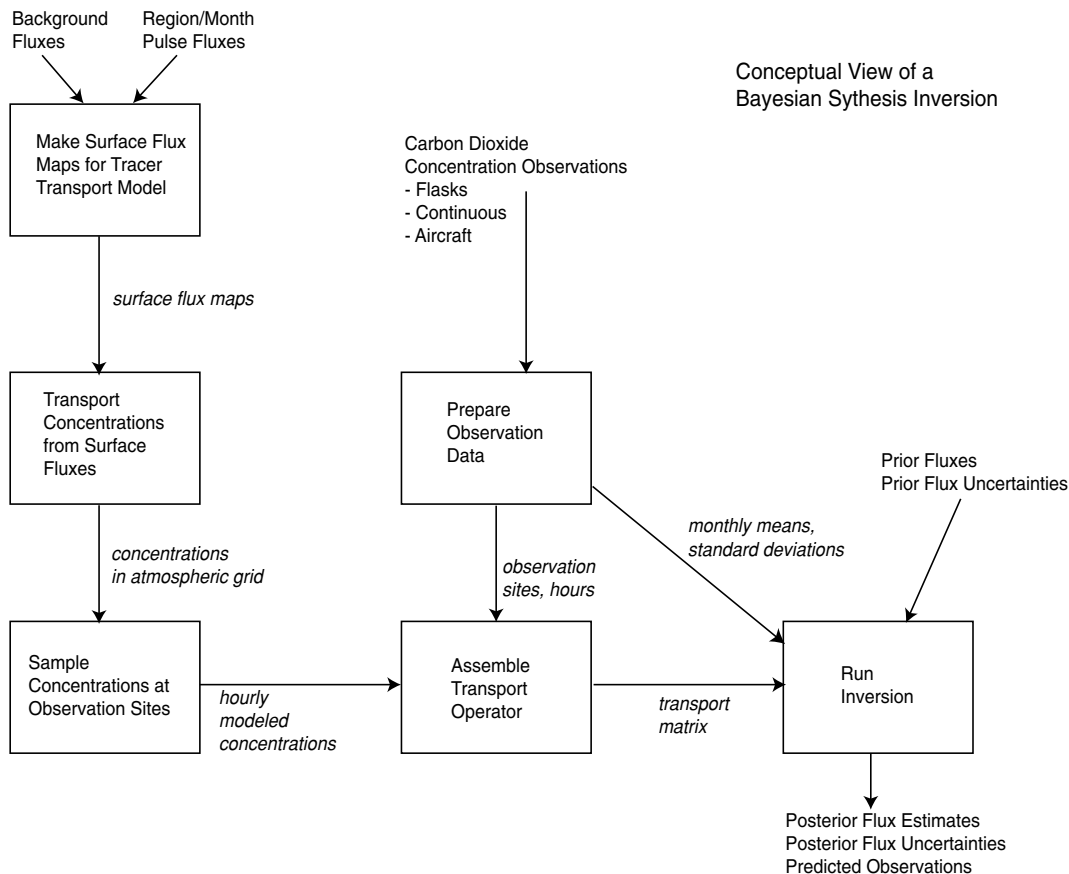 Background
Fluxes
Region/Month
Pulse Fluxes
Conceptual View of a
Bayesian Sythesis Inversion
Make Surface Flux
Maps for Tracer
Transport Model
Carbon Dioxide
Concentration Observations
- Flasks
- Continuous
- Aircraft
surface flux maps
Transport
Concentrations
from Surface
Fluxes
Prepare
Observation
Data
Prior Fluxes
Prior Flux Uncertainties
concentrations
in atmospheric grid
observation
sites, hours
monthly means,
standard deviations
Sample
Concentrations at
Observation Sites
hourly
modeled
concentrations
Assemble
Transport
Operator
transport
matrix
Run
Inversion
Posterior Flux Estimates
Posterior Flux Uncertainties
Predicted Observations